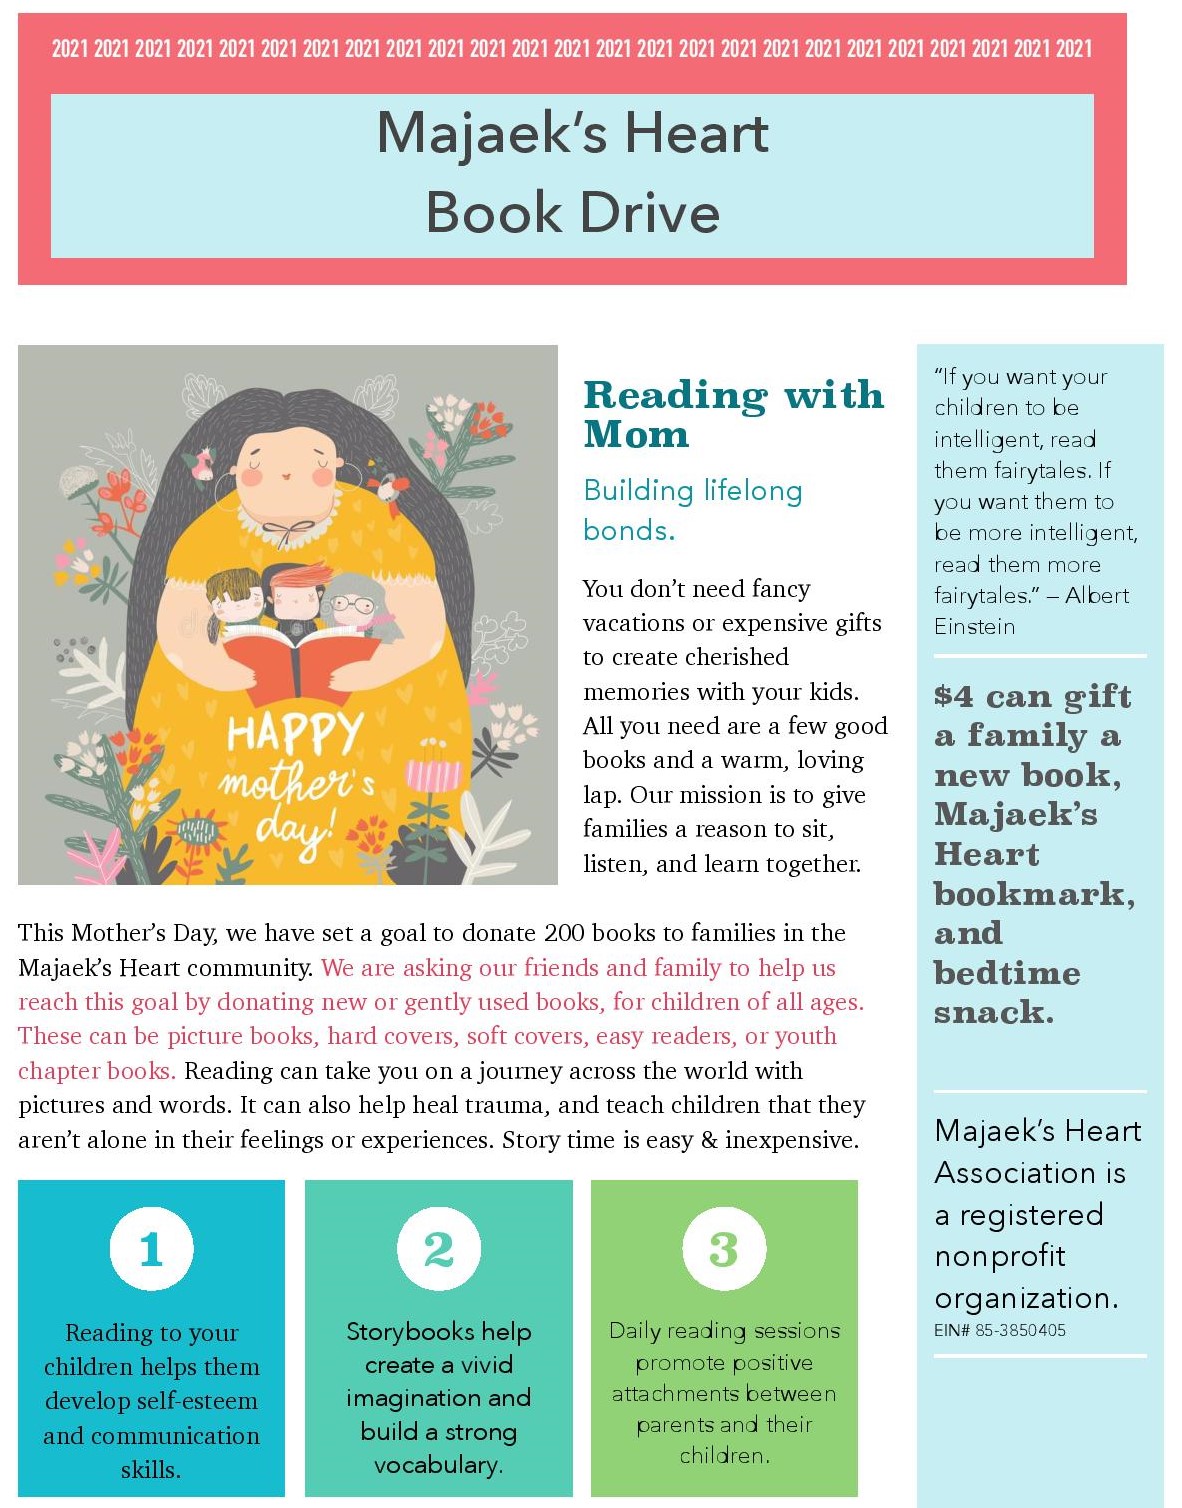 2021 2021 2021 2021 2021 2021 2021 2021 2021 2021 2021 2021 2021 2021 2021 2021 2021 2021 2021 2021 2021 2021 2021 2021 2021
Majaek’s Heart
Book Drive
HAPPY
mother's
day!
Reading with
Mom
Building lifelong
bonds.
You don’t need fancy
vacations or expensive gifts
to create cherished
memories with your kids.
All you need are a few good
books and a warm, loving
lap. Our mission is to give
families a reason to sit,
listen, and learn together.
This Mother’s Day, we have set a goal to donate 200 books to families in the
Majaek’s Heart community. We are asking our friends and family to help us
reach this goal by donating new or gently used books, for children of all ages.
These can be picture books, hard covers, soft covers, easy readers, or youth
chapter books. Reading can take you on a journey across the world with
pictures and words. It can also help heal trauma, and teach children that they
aren’t alone in their feelings or experiences. Story time is easy & inexpensive.
1
Reading to your
children helps them
develop self-esteem
and communication
skills.
2
Storybooks help
create a vivid
imagination and
build a strong
vocabulary.
3
Daily reading sessions
promote positive
attachments between
parents and their
children.
“If you want your
children to be
intelligent, read
them fairytales. If
you want them to
be more intelligent,
read them more
fairytales.” – Albert
Einstein
$4 can gift
a family a
new book,
Majaek’s
Heart
bookmark,
and
bedtime
snack.
Majaek’s Heart
Association is
a registered
nonprofit
organization.
EIN# 85-3850405